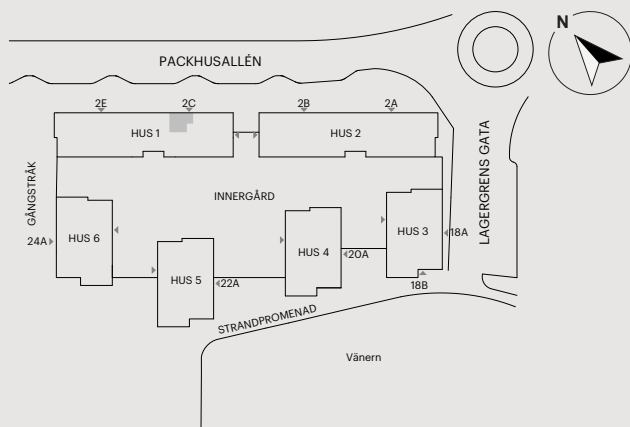 N
PACKHUSALLÉN
2E
2C
2B
2A
HUS 1
HUS 2
LAGERGRENS GATA
GÅNGSTRÅK
INNERGÅRD
24A
HUS 6
HUS 3
18A
HUS 4
20A
HUS 5
22A
18B
STRANDPROMENAD
Vänern